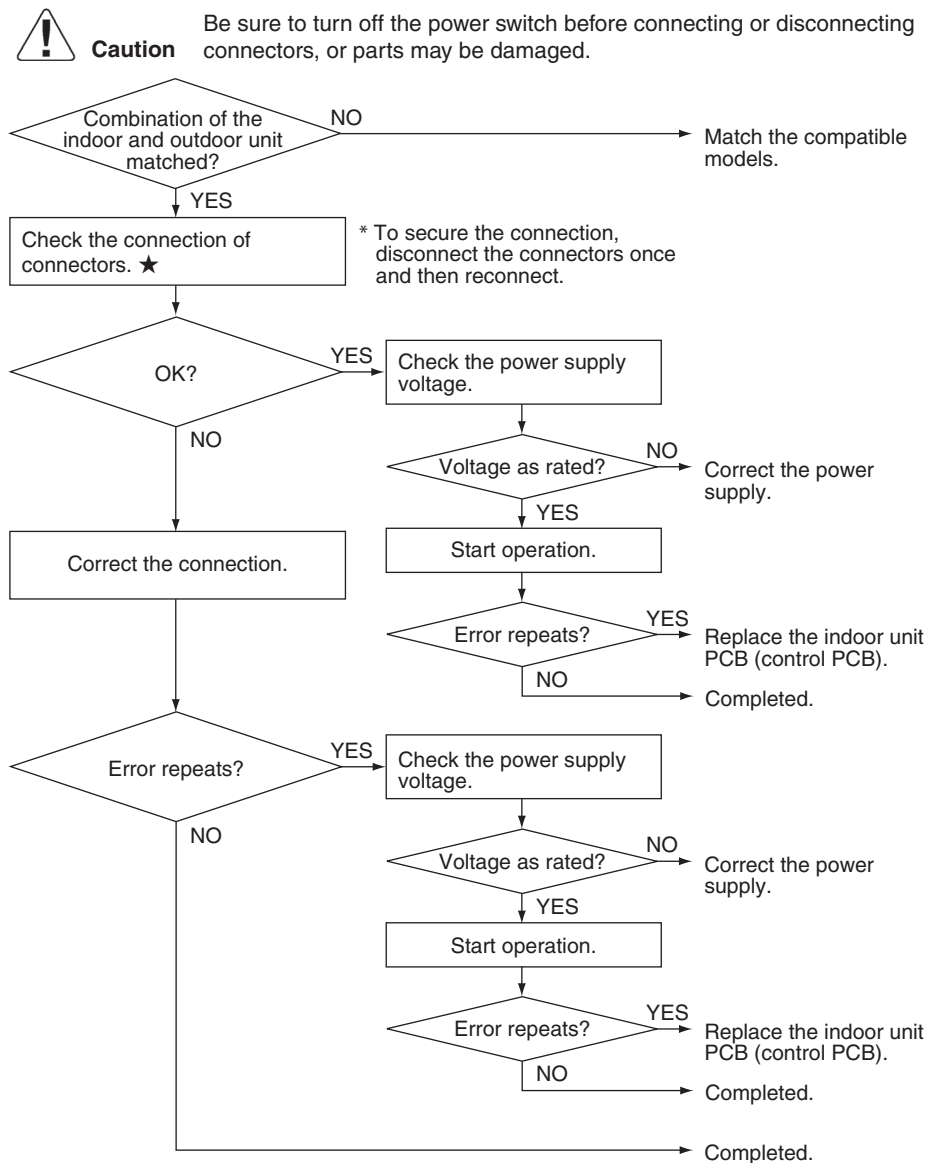 Be sure to turn off the power switch before connecting or disconnecting
Caution connectors, or parts may be damaged.
Combination of the
indoor and outdoor unit
matched?
NO
Match the compatible
models.
YES
Check the connection of
connectors. ★
* To secure the connection,
disconnect the connectors once
and then reconnect.
OK?
YES
Check the power supply
voltage.
NO
Voltage as rated?
NO
Correct the power
supply.
YES
Start operation.
Correct the connection.
Error repeats?
YES
Replace the indoor unit
PCB (control PCB).
NO
Completed.
Error repeats?
YES
Check the power supply
voltage.
NO
Voltage as rated?
NO
Correct the power
supply.
YES
Start operation.
Error repeats?
YES
Replace the indoor unit
PCB (control PCB).
NO
Completed.
Completed.